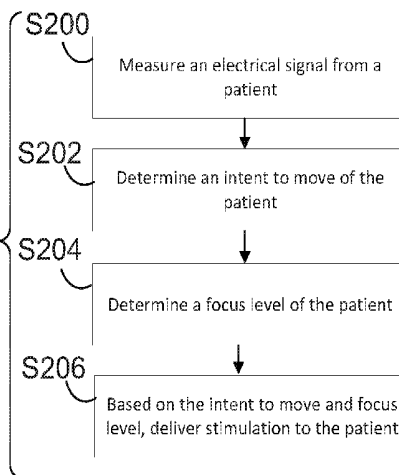 S200
Measure an electrical signal from a
patient
S202
Determine an intent to move of the
patient
S204
Determine a focus level of the patient
S206
Based on the intent to move and focus
level, deliver stimulation to the patient